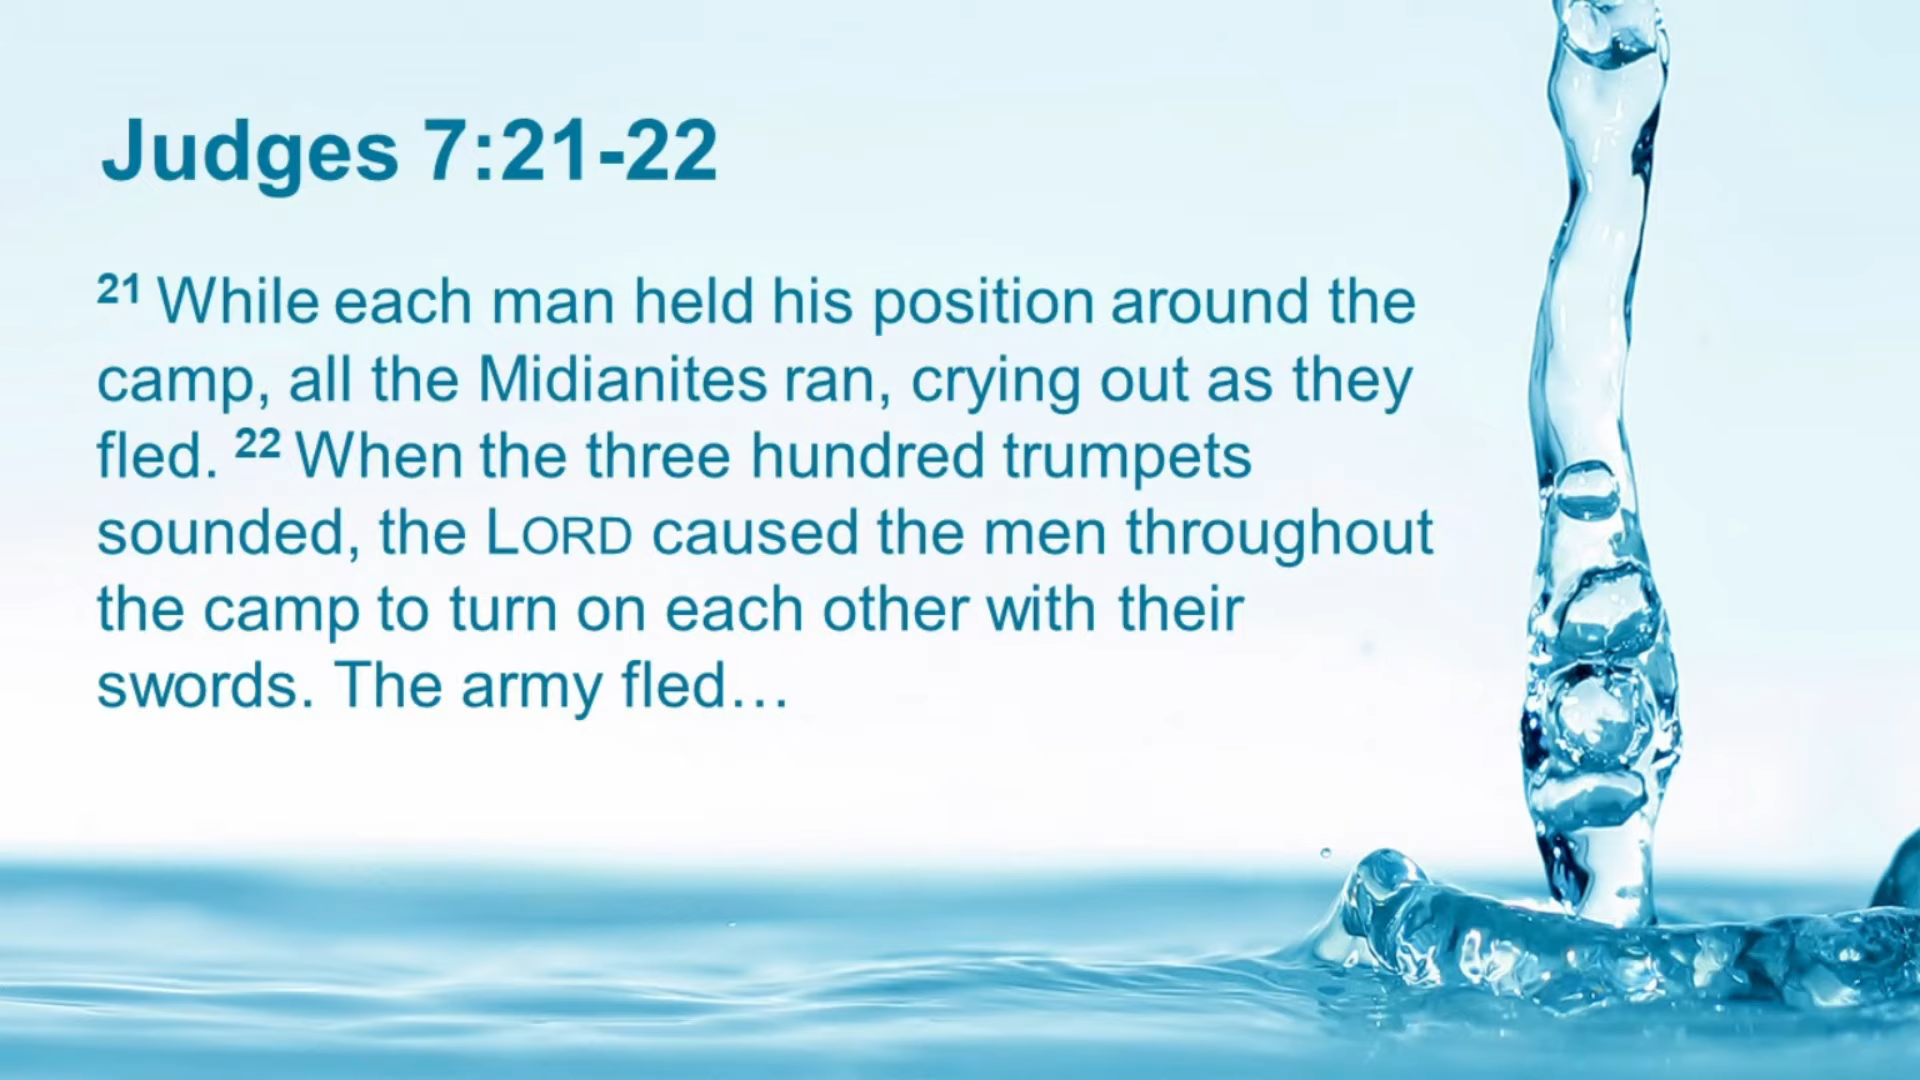 Judges 7:21-22
21 While each man held his position around the
camp, all the Midianites ran, crying out as they
fled. 22 When the three hundred trumpets
sounded, the LORD caused the men throughout
the camp to turn on each other with their
swords. The army fled…